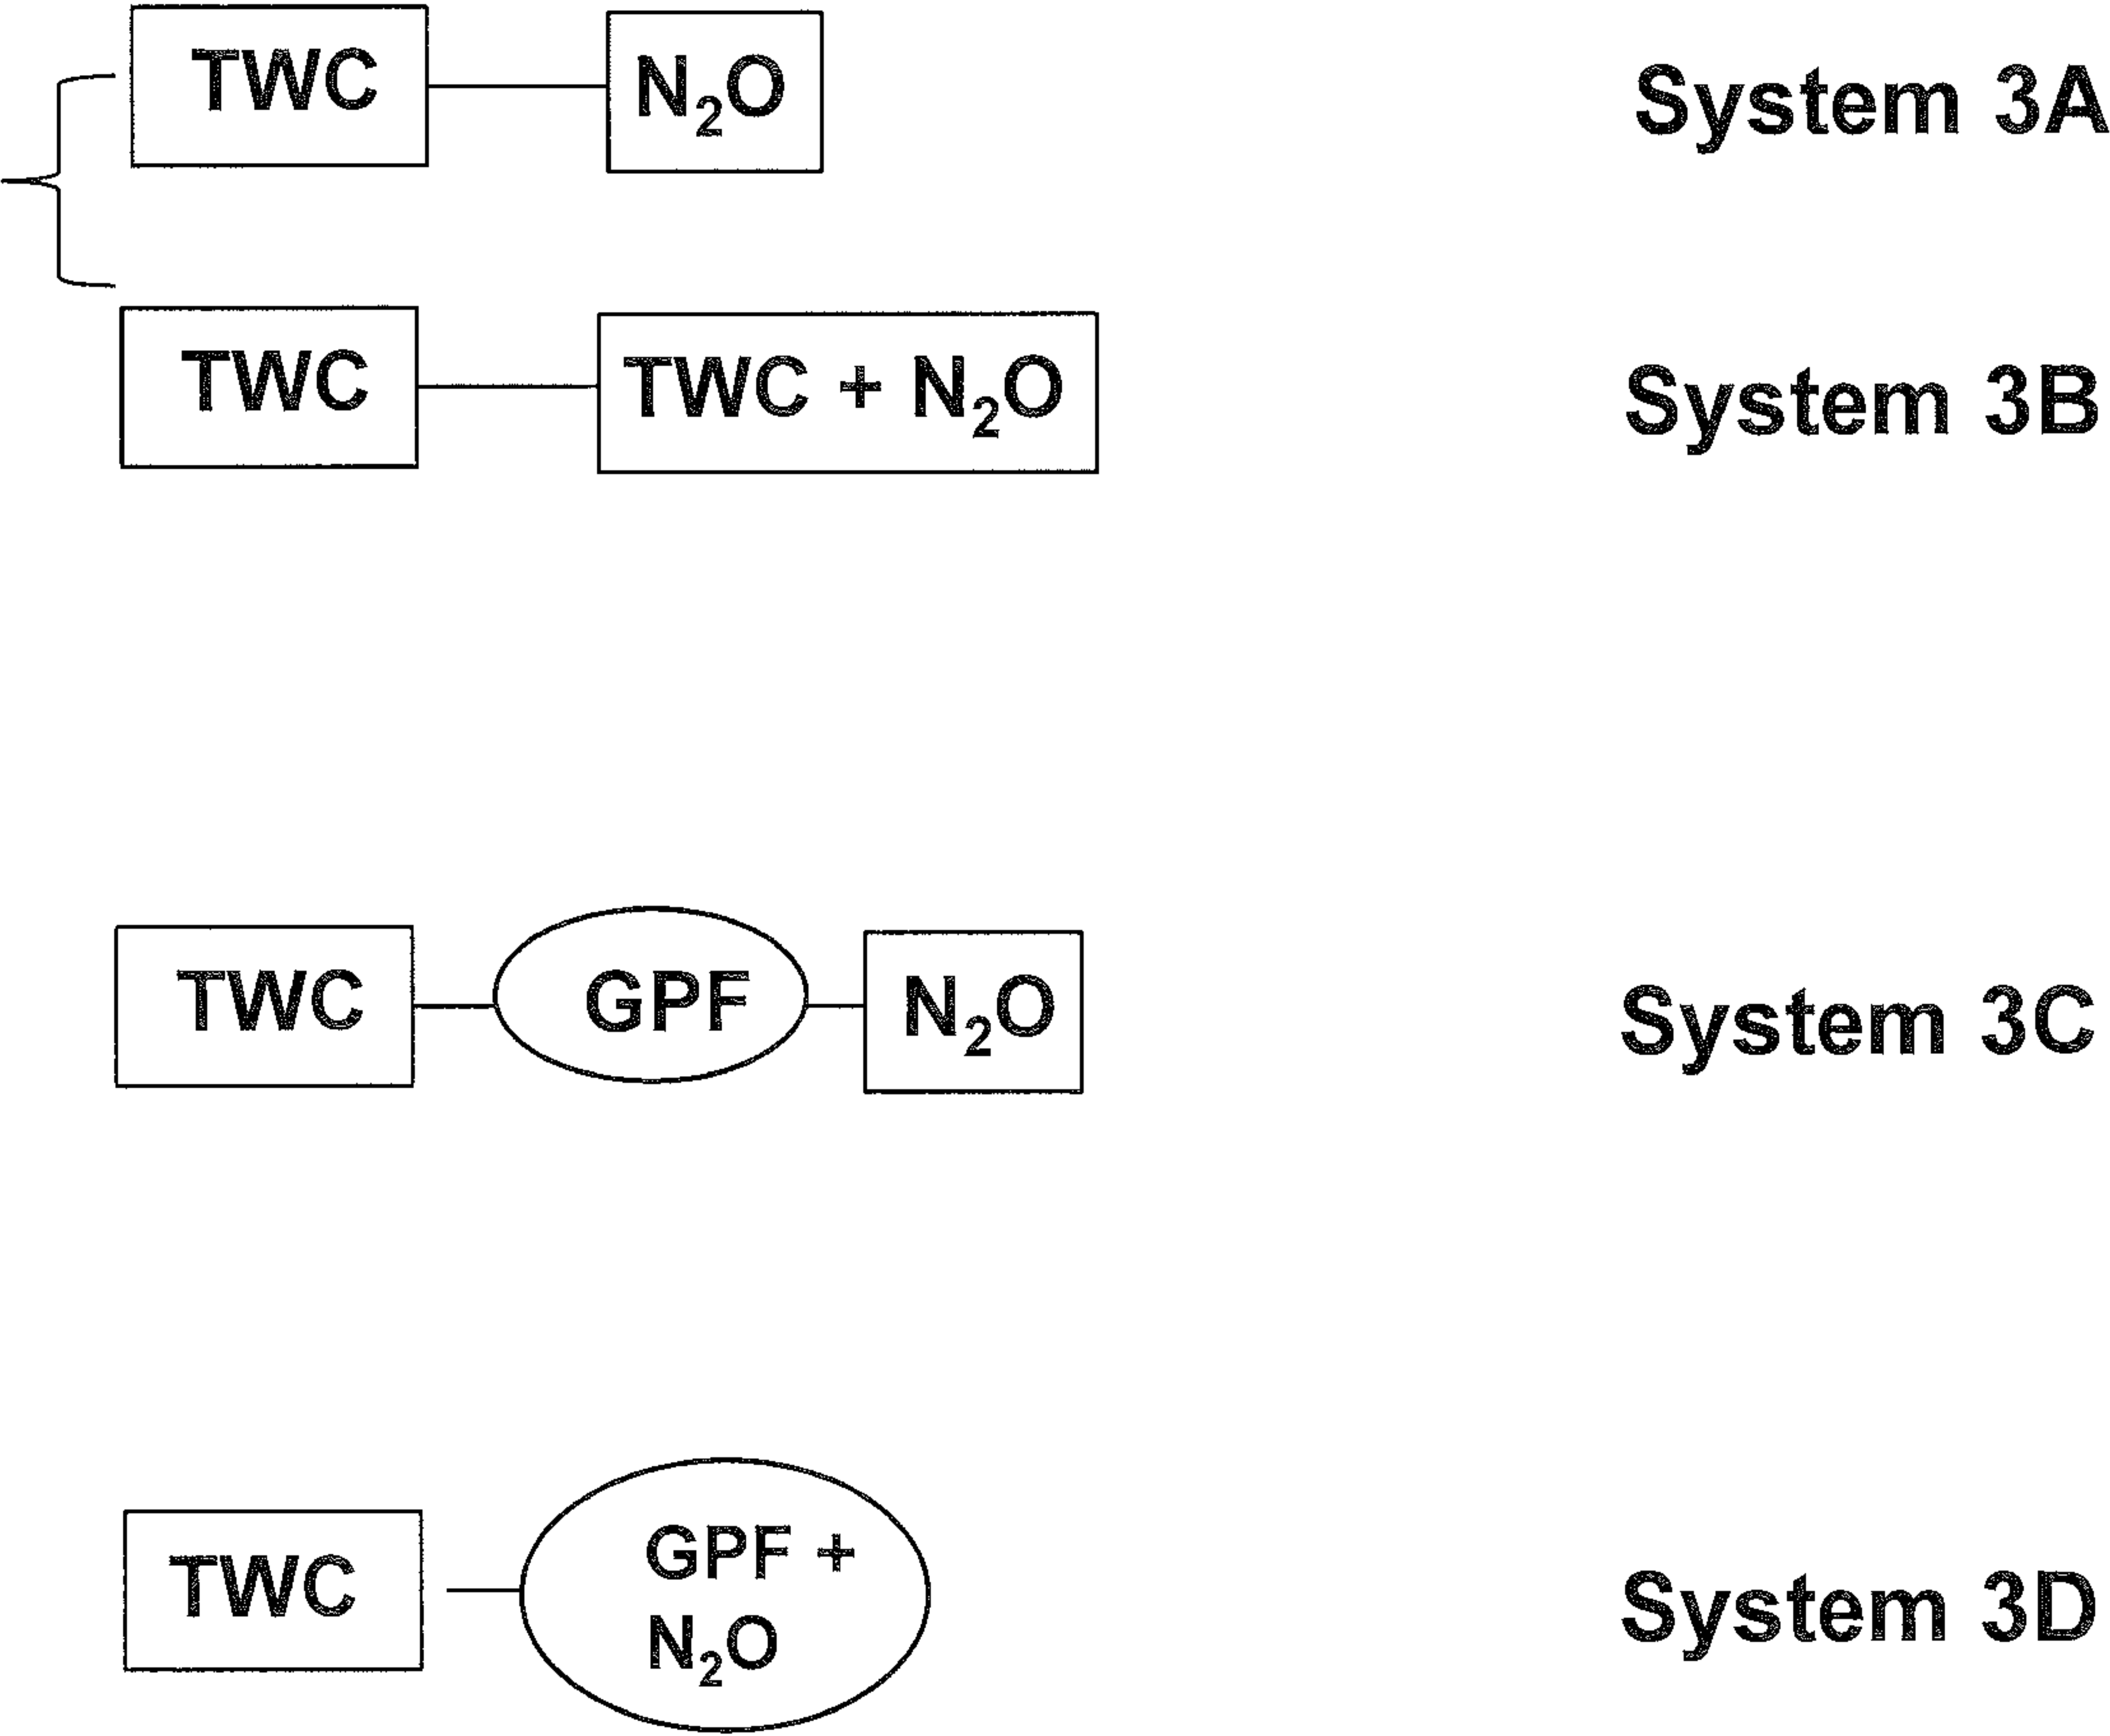 TWC N₂O System 3A
TWC TWC + N₂O System 3B
TWC GPF N₂O System 3C
TWC GPF +
N₂O System 3D